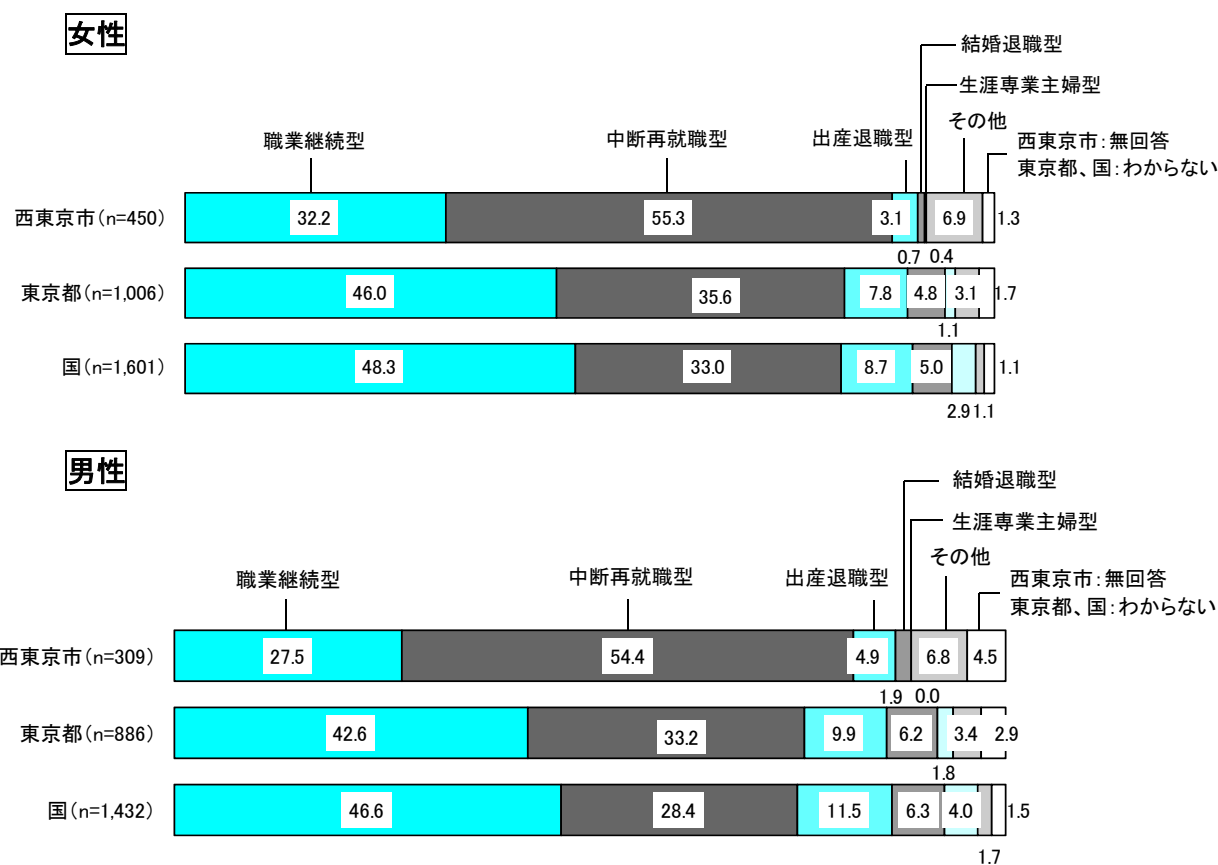 女性
結婚退職型
生涯専業主婦型
その他
職業継続型
中断再就職型
出産退職型
西東京市：無回答
東京都、国：わからない
西東京市（n=450）
32.2
55.3
3.1
6.9
1.3
0.7
0.4
東京都（n=1,006）
46.0
35.6
7.8
4.8
3.1
1.7
1.1
国（n=1,601）
48.3
33.0
8.7
5.0
1.1
2.9
1.1
男性
結婚退職型
生涯専業主婦型
その他
職業継続型
中断再就職型
出産退職型
西東京市：無回答
東京都、国：わからない
西東京市（n=309）
27.5
54.4
4.9
6.8
4.5
1.9
0.0
東京都（n=886）
42.6
33.2
9.9
6.2
3.4
2.9
1.8
国（n=1,432）
46.6
28.4
11.5
6.3
4.0
1.5
1.7